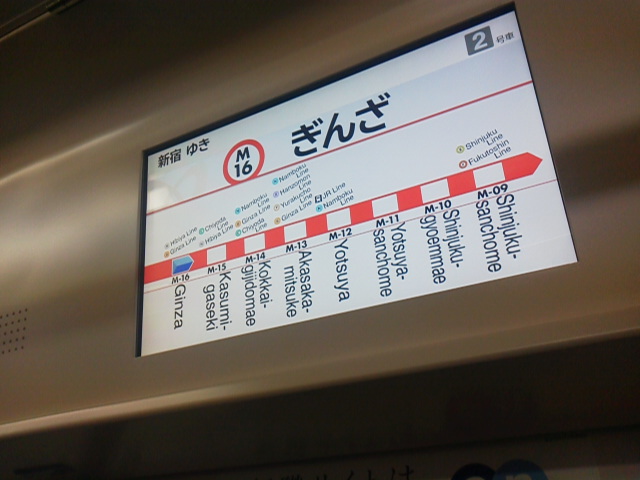 2 号車
新宿 ゆき
M
16
ぎんざ
Hibiya Line
Ginza Line
Chiyoda Line
Hibiya Line
Namboku Line
Ginza Line
Chiyoda Line
Namboku Line
Hanzomon Line
Yurakucho Line
Ginza Line
JR Line
Namboku Line
Shinjuku Line
Fukutoshin Line
M-16
M-15
M-14
M-13
M-12
M-11
M-10
M-09
Ginza
Kasumi-
gaseki
Kokkai-
gijidomae
Akasaka-
mitsuke
Yotsuya
Yotsuya-
sanchome
Shinjuku-
gyoemmae
Shinjuku-
sanchome